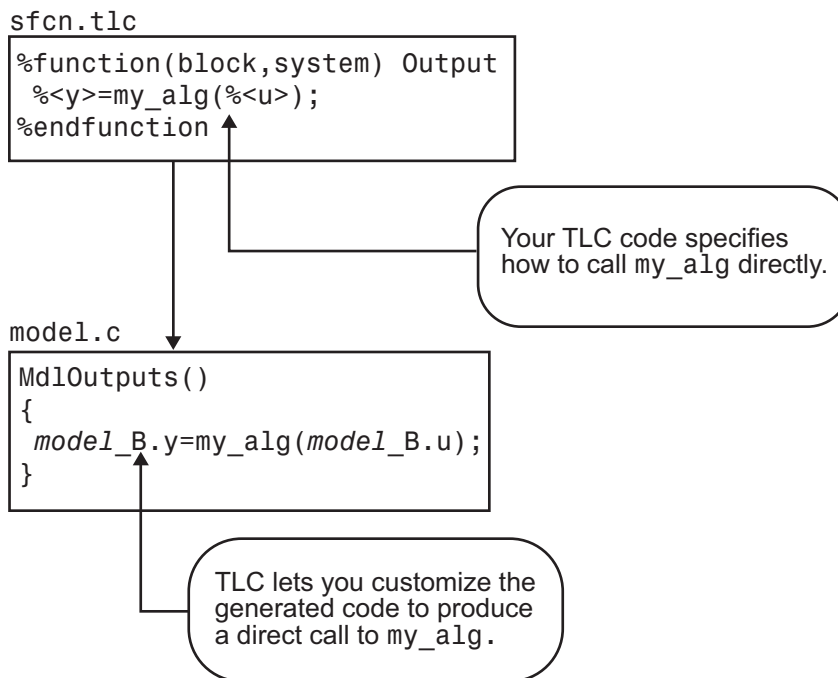 sfcn.tlc
%function(block,system) Output
%<y>=my_alg(%<u>);
%endfunction
Your TLC code specifies
how to call my_alg directly.
model.c
MdlOutputs()
{
model_B.y=my_alg(model_B.u);
}
TLC lets you customize the
generated code to produce
a direct call to my_alg.